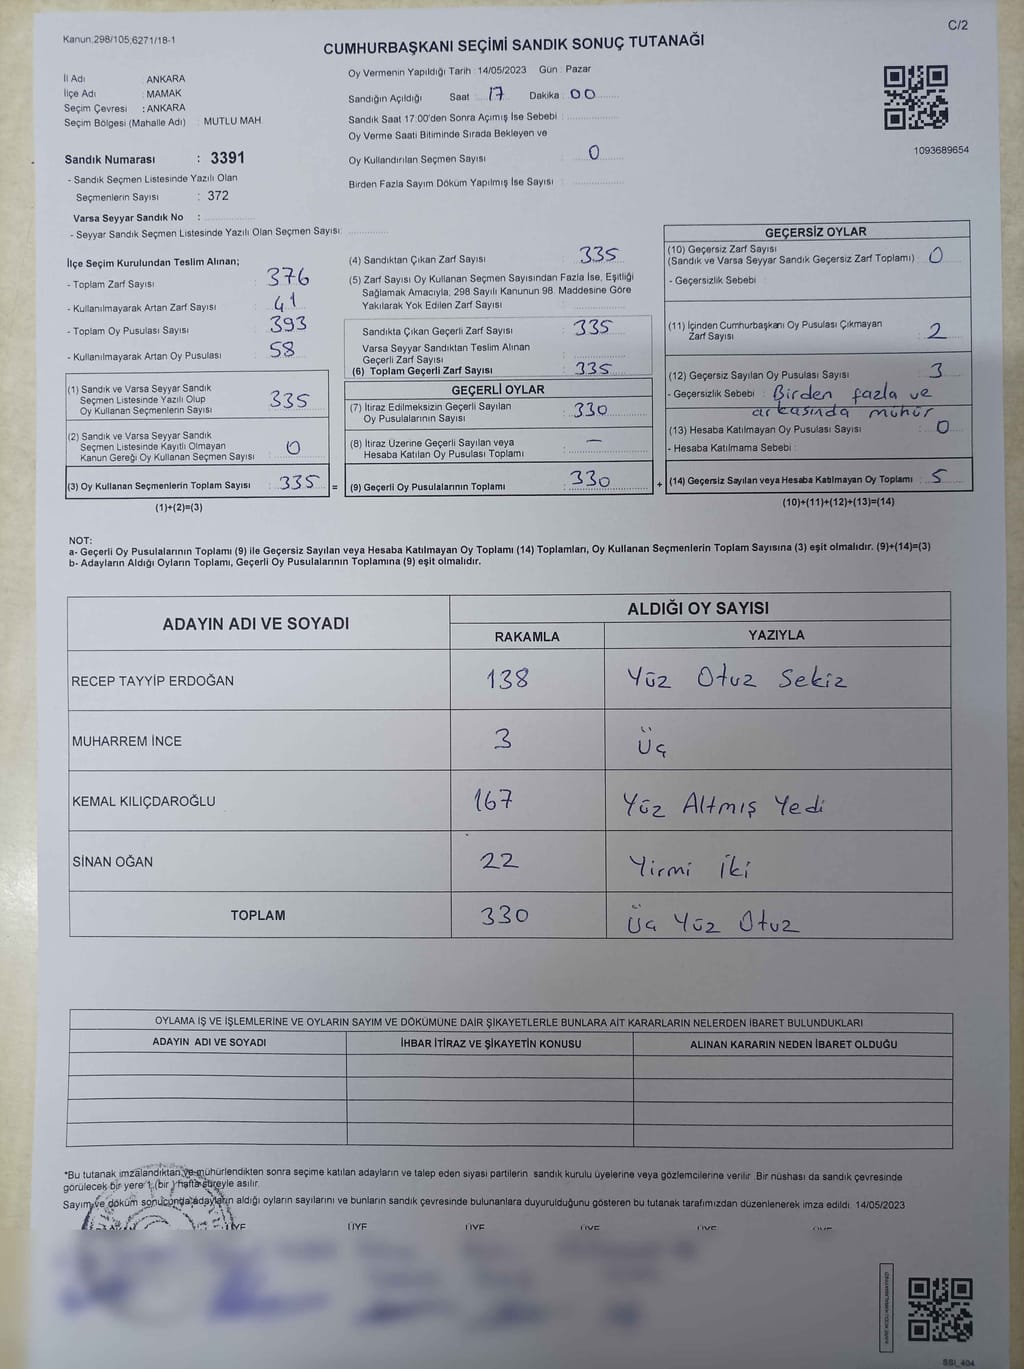 C/2
Kanun:298/105,6271/18-1
CUMHURBAŞKANI SEÇİMİ SANDIK SONUÇ TUTANAĞI
İl Adı : ANKARA
İlçe Adı : MAMAK
Seçim Çevresi : ANKARA
Seçim Bölgesi (Mahalle Adı) : MUTLU MAH.
Sandık Numarası : 3391
- Sandık Seçmen Listesinde Yazılı Olan
Seçmenlerin Sayısı : 372
Varsa Seyyar Sandık No :
- Seyyar Sandık Seçmen Listesinde Yazılı Olan Seçmen Sayısı:
Oy Vermenin Yapıldığı Tarih : 14/05/2023 Gün : Pazar
Sandığın Açıldığı Saat : 17 Dakika : 00
Sandık Saat 17:00'den Sonra Açılmış İse Sebebi :
Oy Verme Saati Bitiminde Sırada Bekleyen ve
Oy Kullandırılan Seçmen Sayısı : 0
Birden Fazla Sayım Döküm Yapılmış İse Sayısı :
1093689654
İlçe Seçim Kurulundan Teslim Alınan;
- Toplam Zarf Sayısı : 376
- Kullanılmayarak Artan Zarf Sayısı : 41
- Toplam Oy Pusulası Sayısı : 393
- Kullanılmayarak Artan Oy Pusulası : 58
(1) Sandık ve Varsa Seyyar Sandık
Seçmen Listesinde Yazılı Olup
Oy Kullanan Seçmenlerin Sayısı : 335
(2) Sandık ve Varsa Seyyar Sandık
Seçmen Listesinde Kayıtlı Olmayan
Kanun Gereği Oy Kullanan Seçmen Sayısı : 0
(3) Oy Kullanan Seçmenlerin Toplam Sayısı : 335
(1)+(2)=(3)
(4) Sandıktan Çıkan Zarf Sayısı : 335
(5) Zarf Sayısı Oy Kullanan Seçmen Sayısından Fazla İse, Eşitliği
Sağlamak Amacıyla, 298 Sayılı Kanunun 98. Maddesine Göre
Yakılarak Yok Edilen Zarf Sayısı :
Sandıkta Çıkan Geçerli Zarf Sayısı : 335
Varsa Seyyar Sandıktan Teslim Alınan
Geçerli Zarf Sayısı :
(6) Toplam Geçerli Zarf Sayısı : 335
GEÇERLİ OYLAR
(7) İtiraz Edilmeksizin Geçerli Sayılan
Oy Pusulalarının Sayısı : 330
(8) İtiraz Üzerine Geçerli Sayılan veya
Hesaba Katılan Oy Pusulası Toplamı : —
= (9) Geçerli Oy Pusulalarının Toplamı : 330
GEÇERSİZ OYLAR
(10) Geçersiz Zarf Sayısı
(Sandık ve Varsa Seyyar Sandık Geçersiz Zarf Toplamı) : 0
- Geçersizlik Sebebi :
(11) İçinden Cumhurbaşkanı Oy Pusulası Çıkmayan
Zarf Sayısı : 2
(12) Geçersiz Sayılan Oy Pusulası Sayısı : 3
- Geçersizlik Sebebi : Birden fazla ve
arkasında mühür
(13) Hesaba Katılmayan Oy Pusulası Sayısı : 0
- Hesaba Katılmama Sebebi :
+ (14) Geçersiz Sayılan veya Hesaba Katılmayan Oy Toplamı : 5
(10)+(11)+(12)+(13)=(14)
NOT:
a- Geçerli Oy Pusulalarının Toplamı (9) ile Geçersiz Sayılan veya Hesaba Katılmayan Oy Toplamı (14) Toplamları, Oy Kullanan Seçmenlerin Toplam Sayısına (3) eşit olmalıdır. (9)+(14)=(3)
b- Adayların Aldığı Oyların Toplamı, Geçerli Oy Pusulalarının Toplamına (9) eşit olmalıdır.
ADAYIN ADI VE SOYADI
ALDIĞI OY SAYISI
RAKAMLA YAZIYLA
RECEP TAYYİP ERDOĞAN 138 Yüz Otuz Sekiz
MUHARREM İNCE 3 Üç
KEMAL KILIÇDAROĞLU 167 Yüz Altmış Yedi
SİNAN OĞAN 22 Yirmi İki
TOPLAM 330 Üç Yüz Otuz
OYLAMA İŞ VE İŞLEMLERİNE VE OYLARIN SAYIM VE DÖKÜMÜNE DAİR ŞİKAYETLERLE BUNLARA AİT KARARLARIN NELERDEN İBARET BULUNDUKLARI
ADAYIN ADI VE SOYADI İHBAR İTİRAZ VE ŞİKAYETİN KONUSU ALINAN KARARIN NEDEN İBARET OLDUĞU
*Bu tutanak imzalandıktan ve mühürlendikten sonra seçime katılan adayların ve talep eden siyasi partilerin sandık kurulu üyelerine veya gözlemcilerine verilir. Bir nüshası da sandık çevresinde
görülecek bir yere 1 (bir) hafta süreyle asılır.
Sayım ve döküm sonucunda adayların aldığı oyların sayılarını ve bunların sandık çevresinde bulunanlara duyurulduğunu gösteren bu tutanak tarafımızdan düzenlenerek imza edildi. 14/05/2023
ÜYE ÜYE ÜYE ÜYE ÜYE
SSI_404